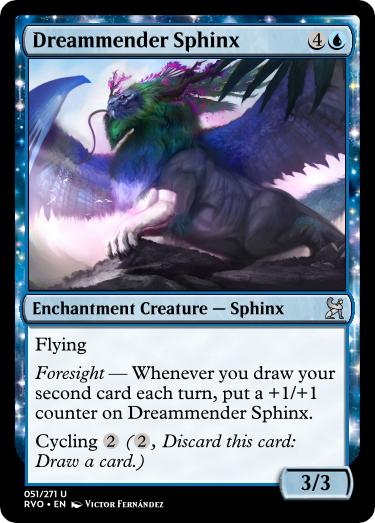 Dreammender Sphinx 4
Enchantment Creature — Sphinx
Flying
Foresight — Whenever you draw your
second card each turn, put a +1/+1
counter on Dreammender Sphinx.
Cycling 2 (2, Discard this card:
Draw a card.)
3/3
051/271 U
RVO • EN Victor Fernández